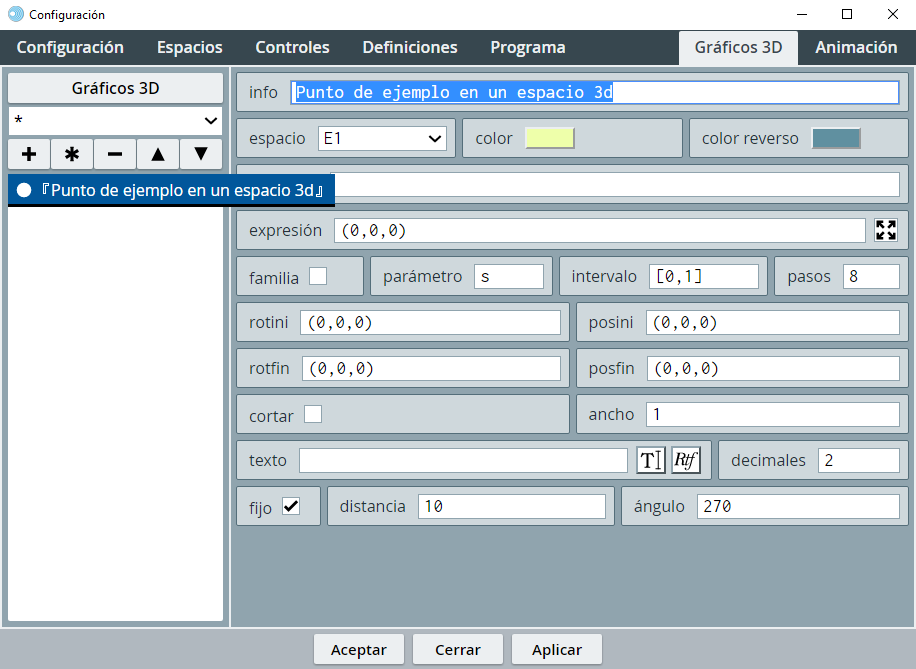 Configuración
Configuración Espacios Controles Definiciones Programa Gráficos 3D Animación
Gráficos 3D
*
+ * − ▲ ▼
『Punto de ejemplo en un espacio 3d』
info Punto de ejemplo en un espacio 3d
espacio E1 color color reverso
expresión (0,0,0)
familia parámetro s intervalo [0,1] pasos 8
rotini (0,0,0) posini (0,0,0)
rotfin (0,0,0) posfin (0,0,0)
cortar ancho 1
texto T Rtf decimales 2
fijo distancia 10 ángulo 270
Aceptar Cerrar Aplicar